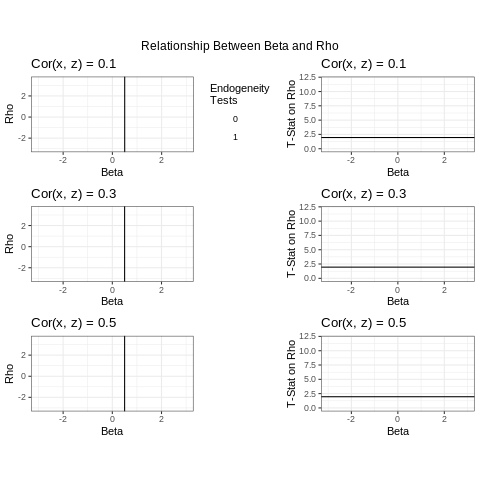 Relationship Between Beta and Rho
Cor(x, z) = 0.1
Rho
2
0
-2
-2 0 2
Beta
Endogeneity
Tests
0
1
Cor(x, z) = 0.1
T-Stat on Rho
12.5
10.0
7.5
5.0
2.5
0.0
-2 0 2
Beta
Cor(x, z) = 0.3
Rho
2
0
-2
-2 0 2
Beta
Cor(x, z) = 0.3
T-Stat on Rho
12.5
10.0
7.5
5.0
2.5
0.0
-2 0 2
Beta
Cor(x, z) = 0.5
Rho
2
0
-2
-2 0 2
Beta
Cor(x, z) = 0.5
T-Stat on Rho
12.5
10.0
7.5
5.0
2.5
0.0
-2 0 2
Beta